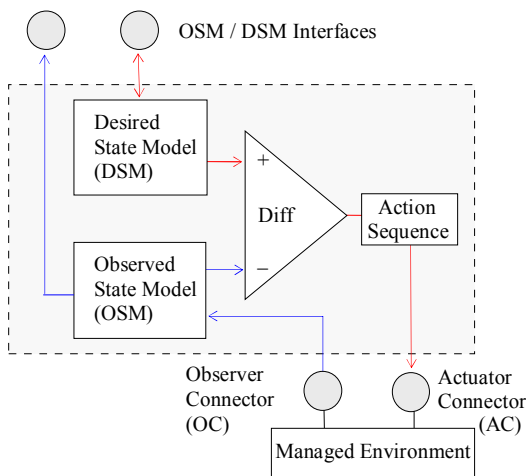 OSM / DSM Interfaces
Desired
State Model
(DSM)
+
Diff
−
Action
Sequence
Observed
State Model
(OSM)
Observer
Connector
(OC)
Actuator
Connector
(AC)
Managed Environment